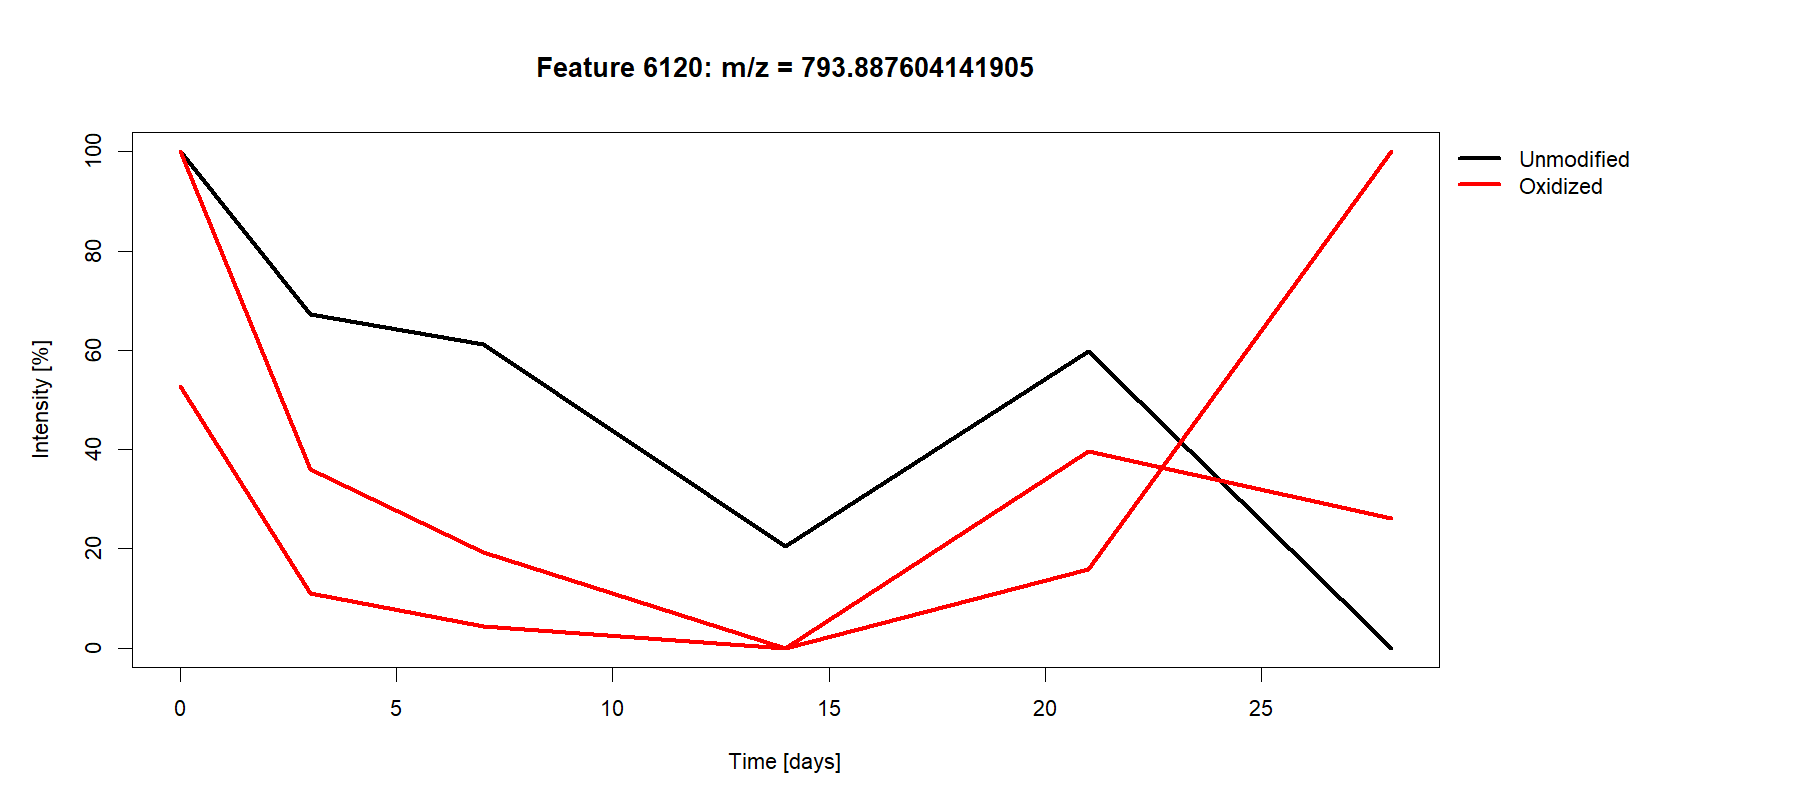 Feature 6120: m/z = 793.887604141905
Unmodified
Oxidized
Intensity [%]
100
80
60
40
20
0
0 5 10 15 20 25
Time [days]